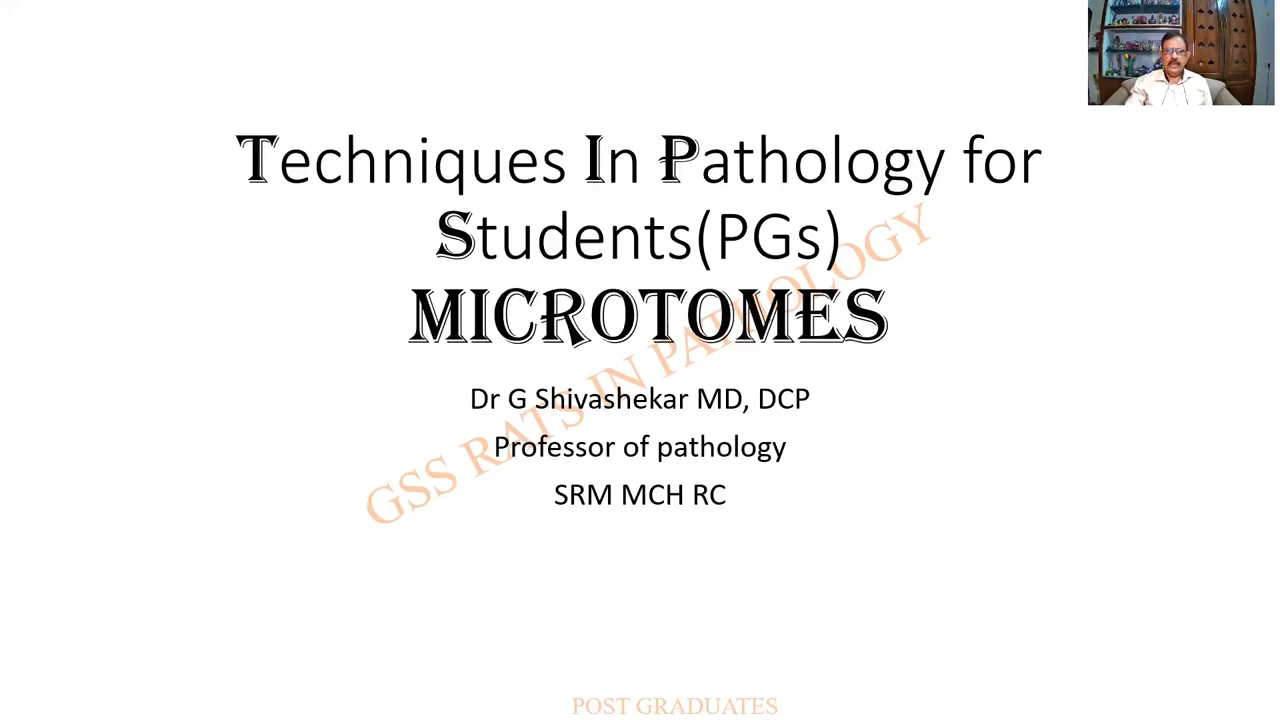 Techniques In Pathology for
Students(PGs)
MICROTOMES
Dr G Shivashekar MD, DCP
Professor of pathology
SRM MCH RC
GSS RATS IN PATHOLOGY
POST GRADUATES